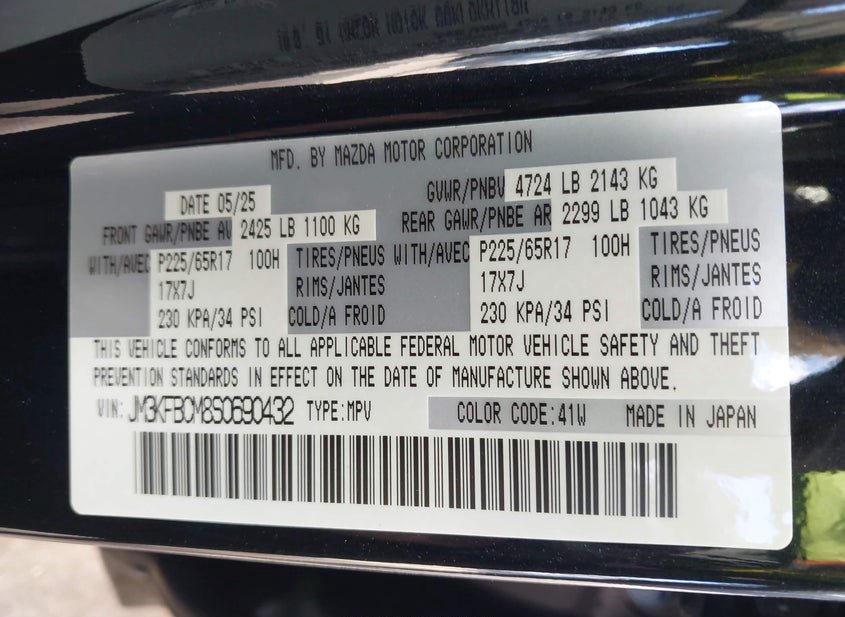 MFD. BY MAZDA MOTOR CORPORATION
DATE 05/25 GVWR/PNBV 4724 LB 2143 KG
FRONT GAWR/PNBE AV 2425 LB 1100 KG REAR GAWR/PNBE AR 2299 LB 1043 KG
WITH/AVEC P225/65R17 100H TIRES/PNEUS WITH/AVEC P225/65R17 100H TIRES/PNEUS
17X7J RIMS/JANTES 17X7J RIMS/JANTES
230 KPA/34 PSI COLD/A FROID 230 KPA/34 PSI COLD/A FROID
THIS VEHICLE CONFORMS TO ALL APPLICABLE FEDERAL MOTOR VEHICLE SAFETY AND THEFT
PREVENTION STANDARDS IN EFFECT ON THE DATE OF MANUFACTURE SHOWN ABOVE.
VIN: JM3KFBCM8S0690432 TYPE:MPV COLOR CODE:41W MADE IN JAPAN